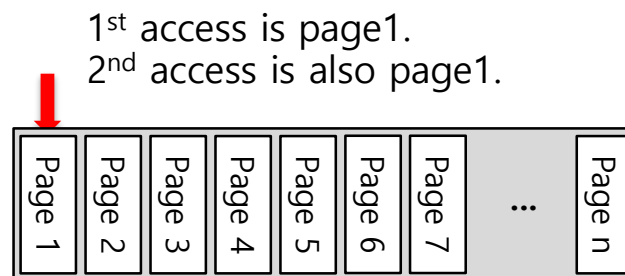 1st access is page1.
2nd access is also page1.
Page 1
Page 2
Page 3
Page 4
Page 5
Page 6
Page 7
...
Page n